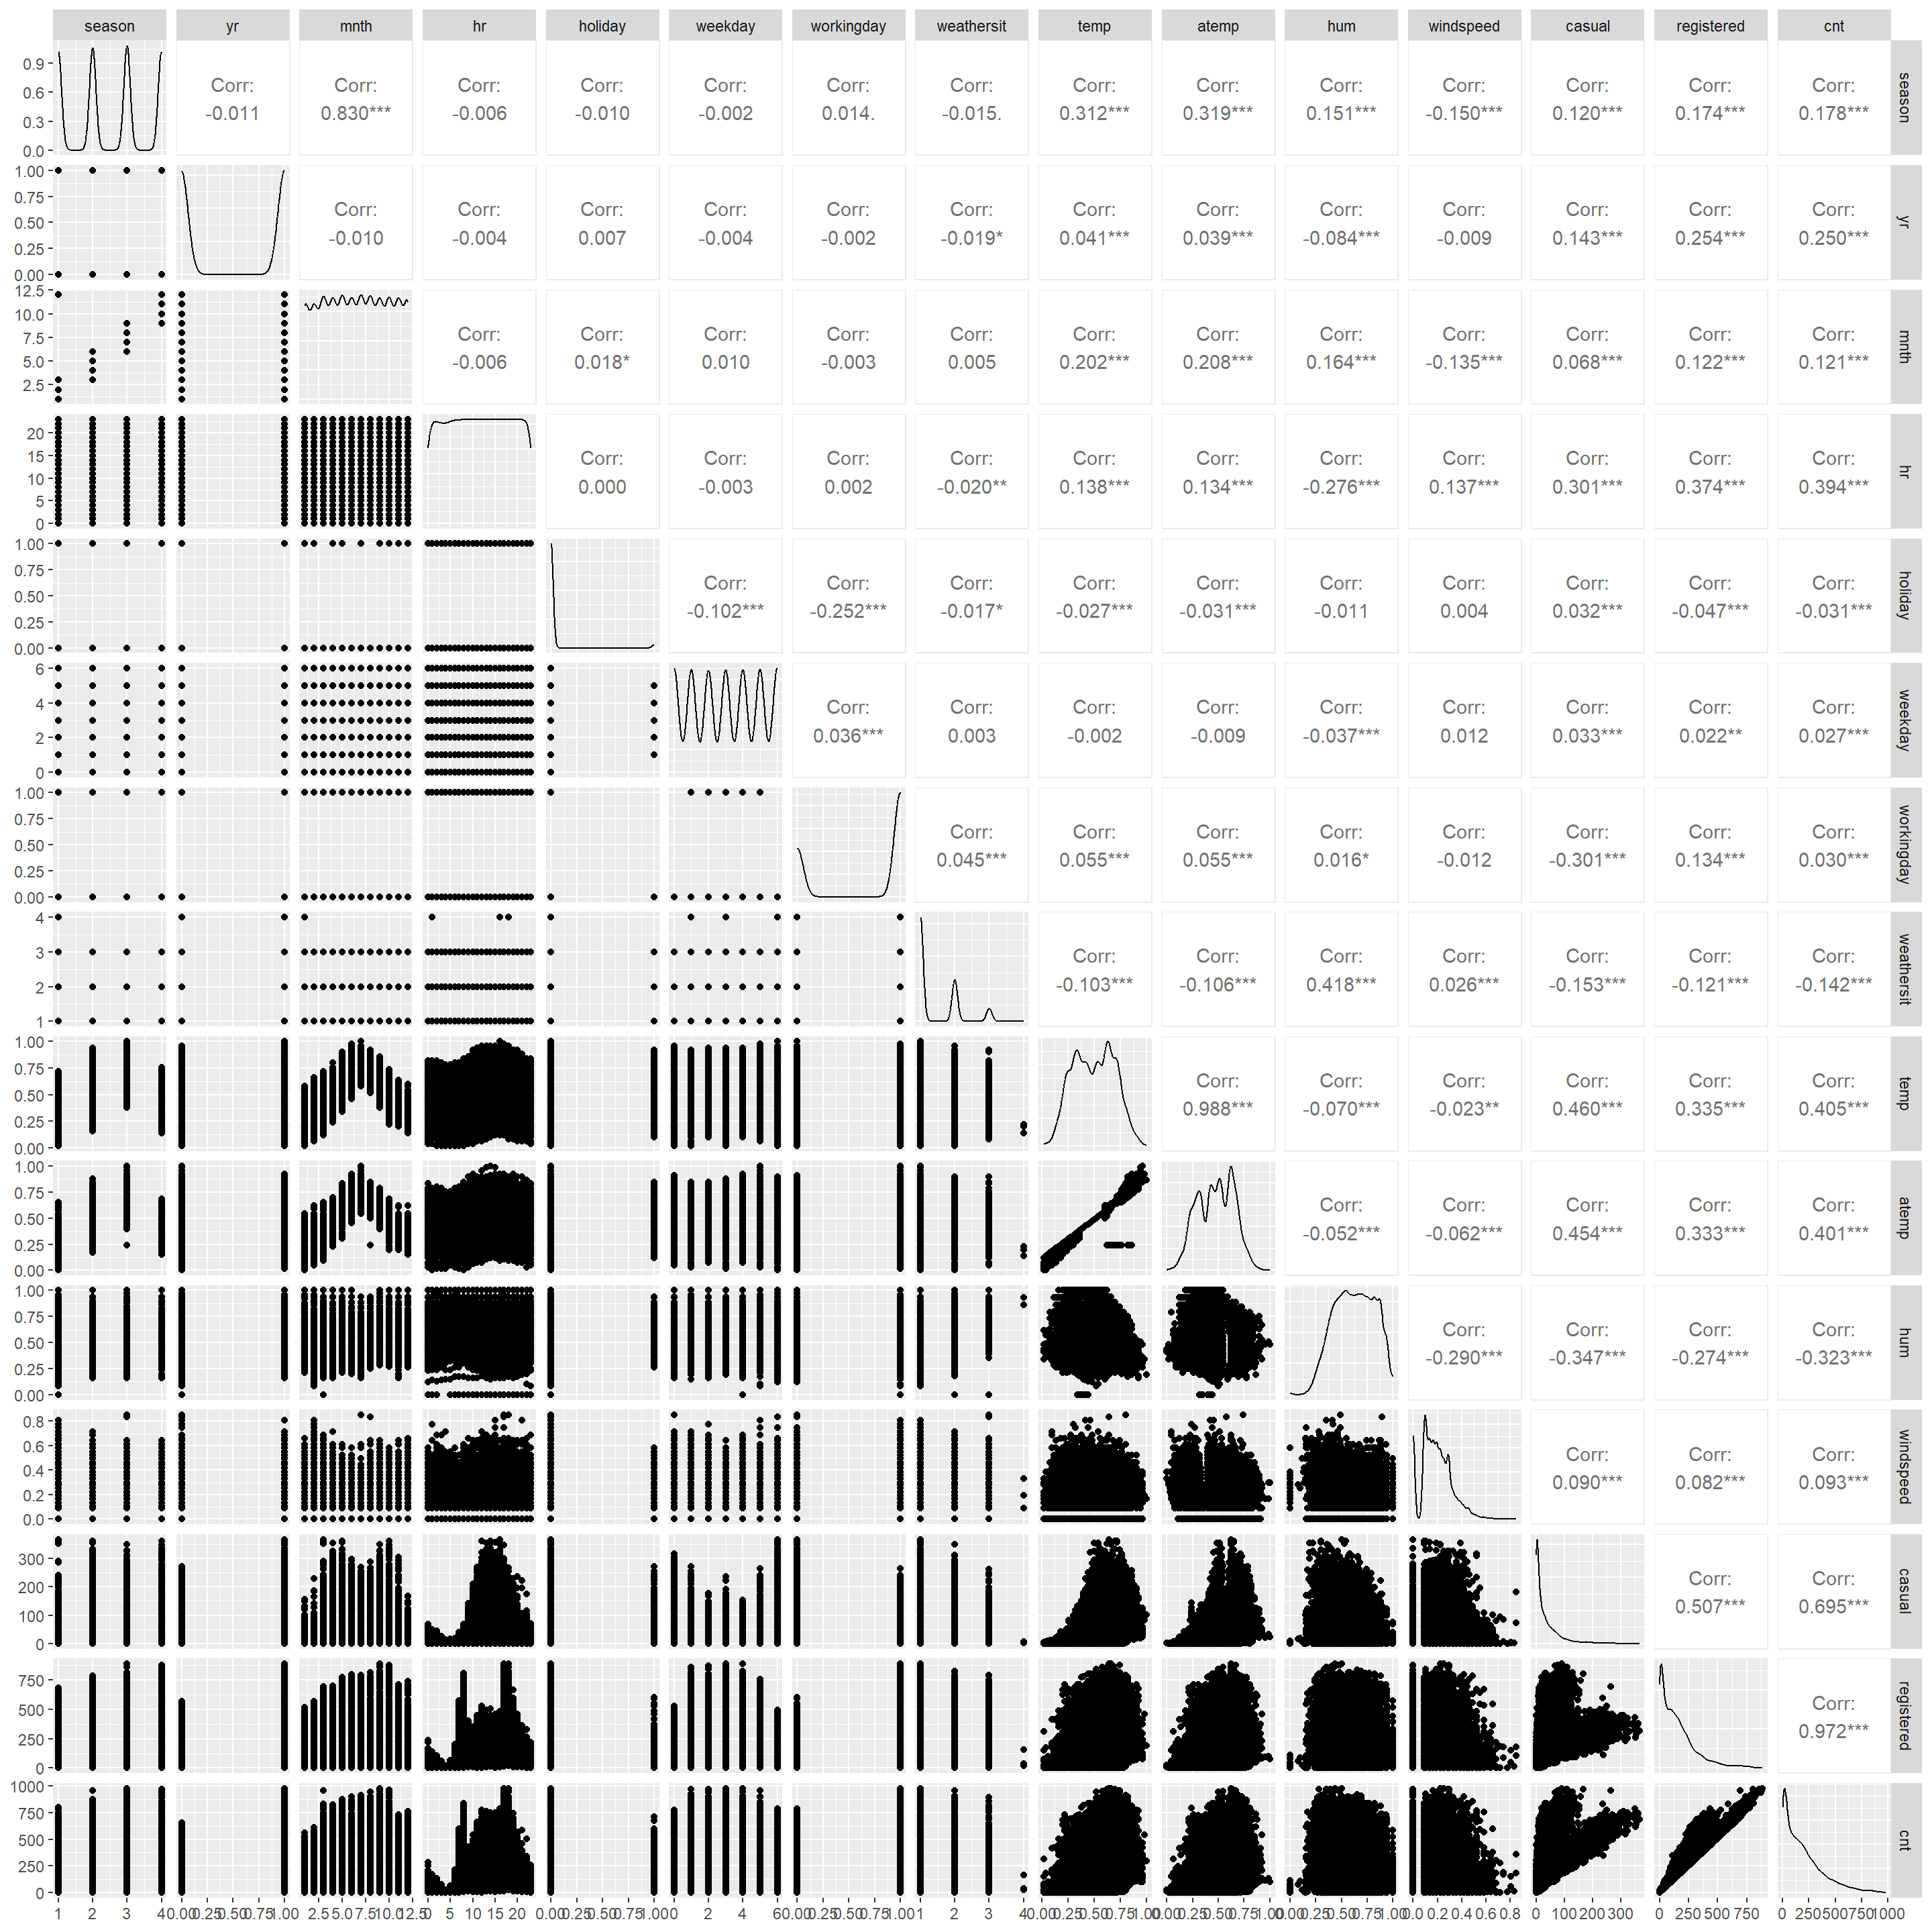 season yr mnth hr holiday weekday workingday weathersit temp atemp hum windspeed casual registered cnt
0.9
0.6
0.3
0.0
Corr: Corr: Corr: Corr: Corr: Corr: Corr: Corr: Corr: Corr: Corr: Corr: Corr: Corr:
-0.011 0.830*** -0.006 -0.010 -0.002 0.014. -0.015. 0.312*** 0.319*** 0.151*** -0.150*** 0.120*** 0.174*** 0.178***
season
1.00
0.75
0.50
0.25
0.00
Corr: Corr: Corr: Corr: Corr: Corr: Corr: Corr: Corr: Corr: Corr: Corr: Corr:
-0.010 -0.004 0.007 -0.004 -0.002 -0.019* 0.041*** 0.039*** -0.084*** -0.009 0.143*** 0.254*** 0.250***
yr
12.5
10.0
7.5
5.0
2.5
Corr: Corr: Corr: Corr: Corr: Corr: Corr: Corr: Corr: Corr: Corr: Corr:
-0.006 0.018* 0.010 -0.003 0.005 0.202*** 0.208*** 0.164*** -0.135*** 0.068*** 0.122*** 0.121***
mnth
20
15
10
5
0
Corr: Corr: Corr: Corr: Corr: Corr: Corr: Corr: Corr: Corr: Corr:
0.000 -0.003 0.002 -0.020** 0.138*** 0.134*** -0.276*** 0.137*** 0.301*** 0.374*** 0.394***
hr
1.00
0.75
0.50
0.25
0.00
Corr: Corr: Corr: Corr: Corr: Corr: Corr: Corr: Corr: Corr:
-0.102*** -0.252*** -0.017* -0.027*** -0.031*** -0.011 0.004 0.032*** -0.047*** -0.031***
holiday
6
4
2
0
Corr: Corr: Corr: Corr: Corr: Corr: Corr: Corr: Corr:
0.036*** 0.003 -0.002 -0.009 -0.037*** 0.012 0.033*** 0.022** 0.027***
weekday
1.00
0.75
0.50
0.25
0.00
Corr: Corr: Corr: Corr: Corr: Corr: Corr: Corr:
0.045*** 0.055*** 0.055*** 0.016* -0.012 -0.301*** 0.134*** 0.030***
workingday
4
3
2
1
Corr: Corr: Corr: Corr: Corr: Corr: Corr:
-0.103*** -0.106*** 0.418*** 0.026*** -0.153*** -0.121*** -0.142***
weathersit
1.00
0.75
0.50
0.25
0.00
Corr: Corr: Corr: Corr: Corr: Corr:
0.988*** -0.070*** -0.023** 0.460*** 0.335*** 0.405***
temp
1.00
0.75
0.50
0.25
0.00
Corr: Corr: Corr: Corr: Corr:
-0.052*** -0.062*** 0.454*** 0.333*** 0.401***
atemp
1.00
0.75
0.50
0.25
0.00
Corr: Corr: Corr: Corr:
-0.290*** -0.347*** -0.274*** -0.323***
hum
0.8
0.6
0.4
0.2
0.0
Corr: Corr: Corr:
0.090*** 0.082*** 0.093***
windspeed
300
200
100
0
Corr: Corr:
0.507*** 0.695***
casual
750
500
250
0
Corr:
0.972***
registered
1000
750
500
250
0
cnt
1 2 3 4 0.00 0.25 0.50 0.75 1.00 2.5 5.0 7.5 10.0 12.5 0 5 10 15 20 0.00 0.25 0.50 0.75 1.00 0 2 4 6 0.00 0.25 0.50 0.75 1.00 1 2 3 4 0.00 0.25 0.50 0.75 1.00 0.00 0.25 0.50 0.75 1.00 0.00 0.25 0.50 0.75 1.00 0.0 0.2 0.4 0.6 0.8 0 100 200 300 0 250 500 750 0 250 500 750 1000